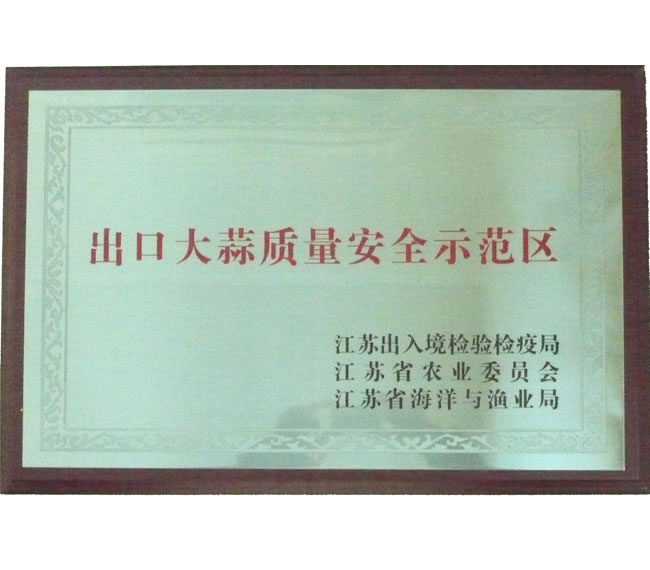 出口大蒜质量安全示范区
江苏出入境检验检疫局
江苏省农业委员会
江苏省海洋与渔业局